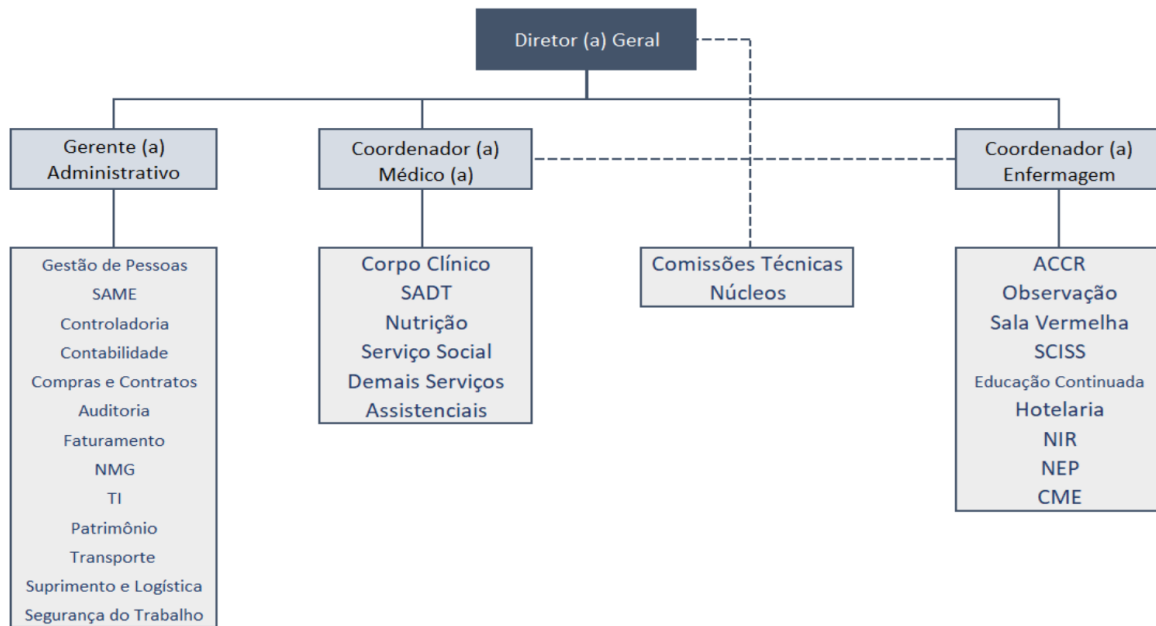 Diretor (a) Geral
Gerente (a)
Administrativo
Coordenador (a)
Médico (a)
Coordenador (a)
Enfermagem
Gestão de Pessoas
SAME
Controladoria
Contabilidade
Compras e Contratos
Auditoria
Faturamento
NMG
TI
Patrimônio
Transporte
Suprimento e Logística
Segurança do Trabalho
Corpo Clínico
SADT
Nutrição
Serviço Social
Demais Serviços
Assistenciais
Comissões Técnicas
Núcleos
ACCR
Observação
Sala Vermelha
SCISS
Educação Continuada
Hotelaria
NIR
NEP
CME